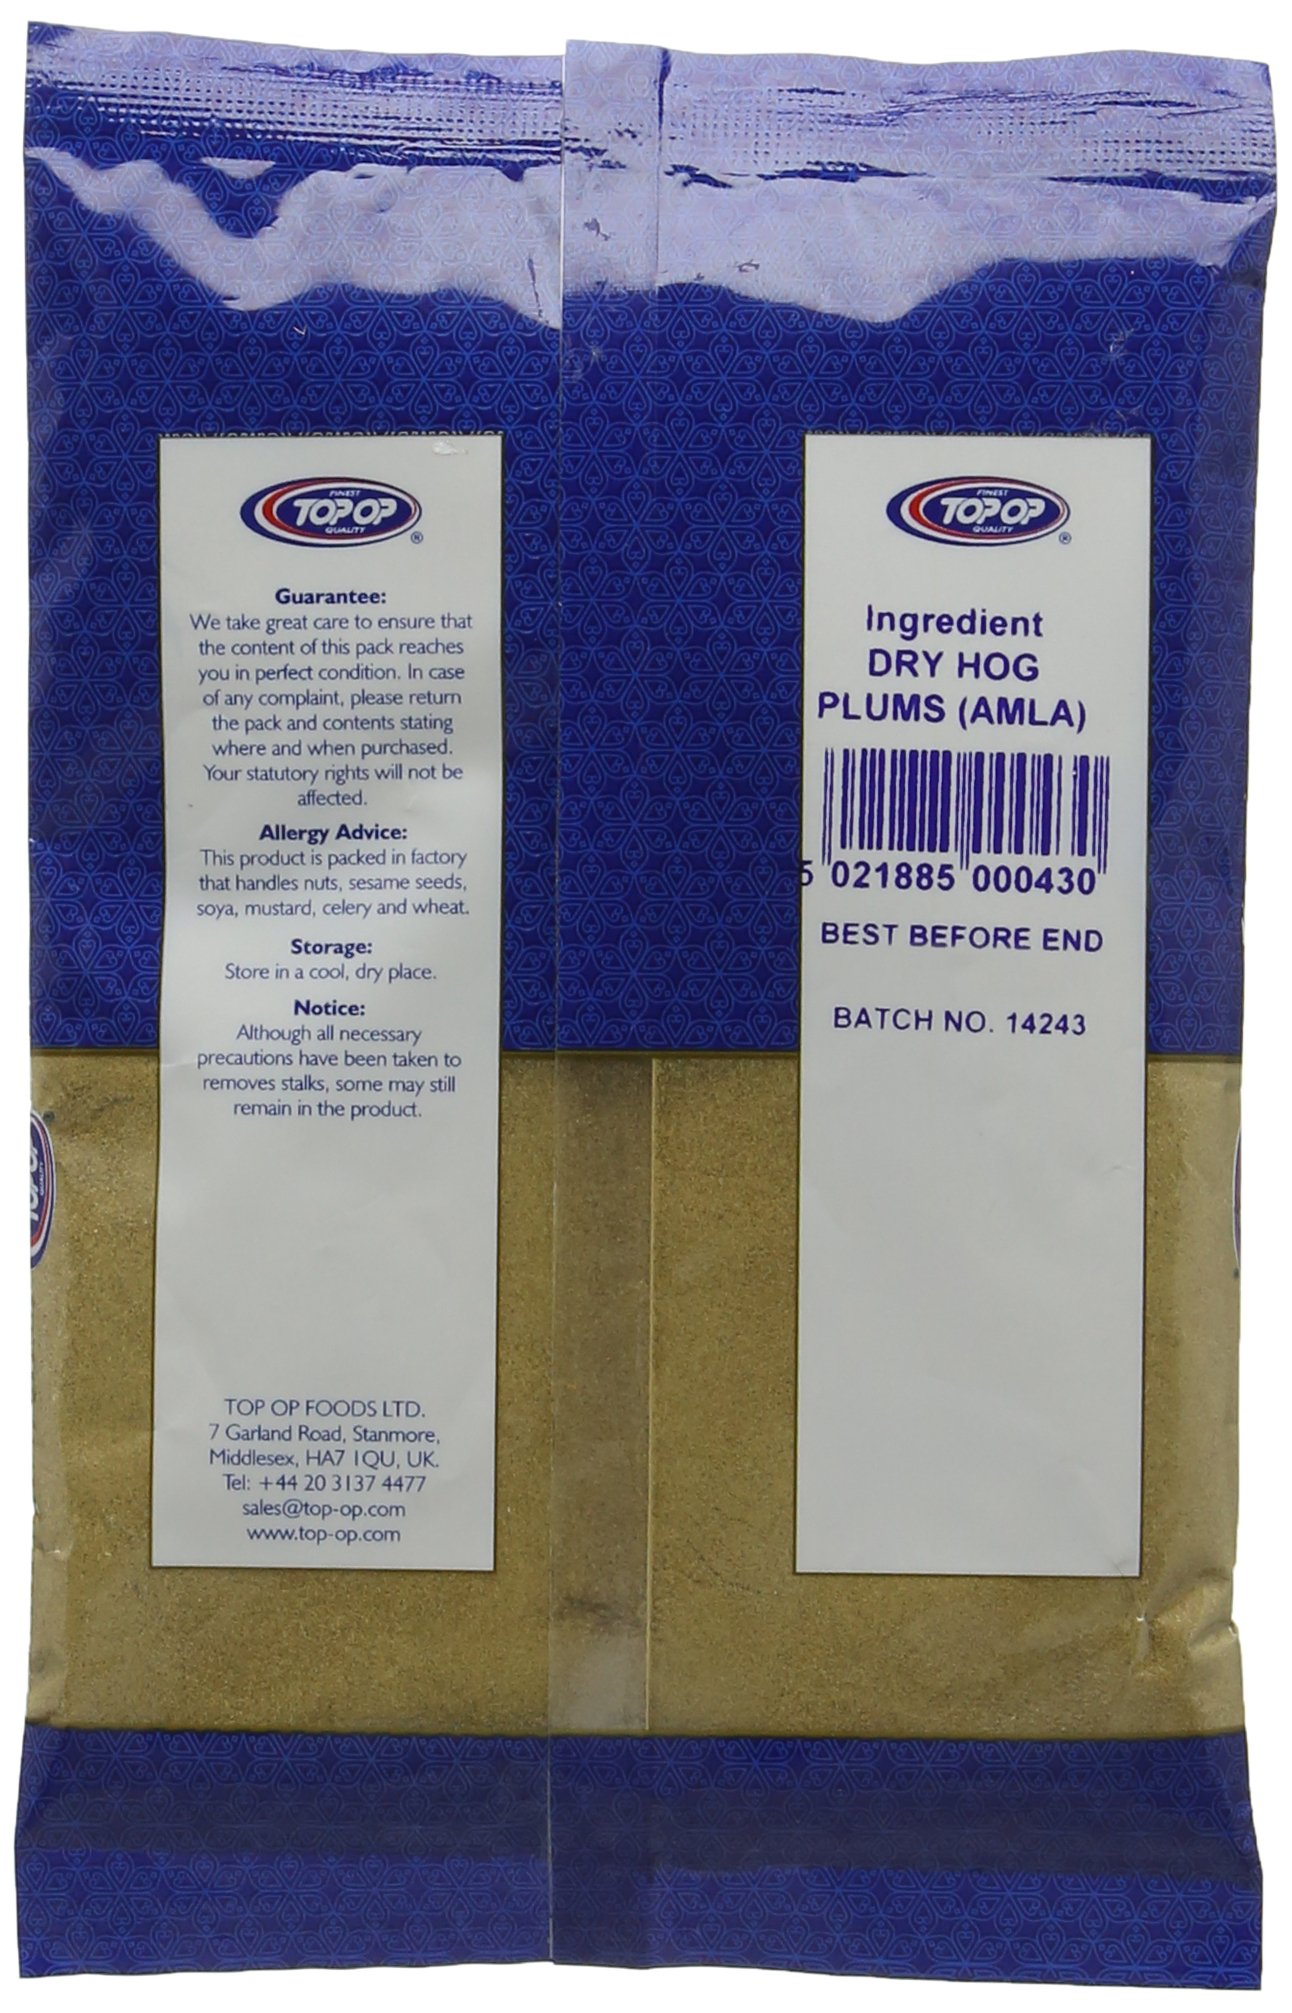 FINEST
TOPOP
QUALITY
®
Guarantee:
We take great care to ensure that
the content of this pack reaches
you in perfect condition. In case
of any complaint, please return
the pack and contents stating
where and when purchased.
Your statutory rights will not be
affected.
Allergy Advice:
This product is packed in factory
that handles nuts, sesame seeds,
soya, mustard, celery and wheat.
Storage:
Store in a cool, dry place.
Notice:
Although all necessary
precautions have been taken to
removes stalks, some may still
remain in the product.
TOP OP FOODS LTD.
7 Garland Road, Stanmore,
Middlesex, HA7 1QU, UK.
Tel: +44 20 3137 4477
sales@top-op.com
www.top-op.com
FINEST
TOPOP
QUALITY
®
Ingredient
DRY HOG
PLUMS (AMLA)
5 021885 000430
BEST BEFORE END
BATCH NO. 14243
TOPOP